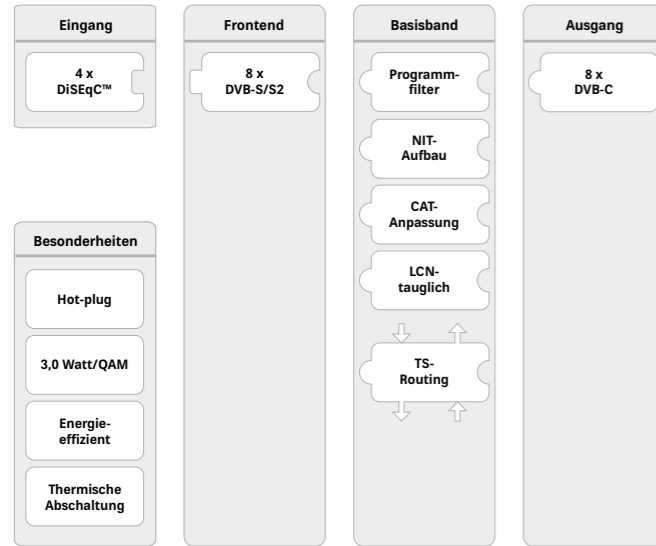 Eingang
4 x
DiSEqC™
Besonderheiten
Hot-plug
3,0 Watt/QAM
Energie-
effizient
Thermische
Abschaltung
Frontend
8 x
DVB-S/S2
Basisband
Programm-
filter
NIT-
Aufbau
CAT-
Anpassung
LCN-
tauglich
TS-
Routing
Ausgang
8 x
DVB-C